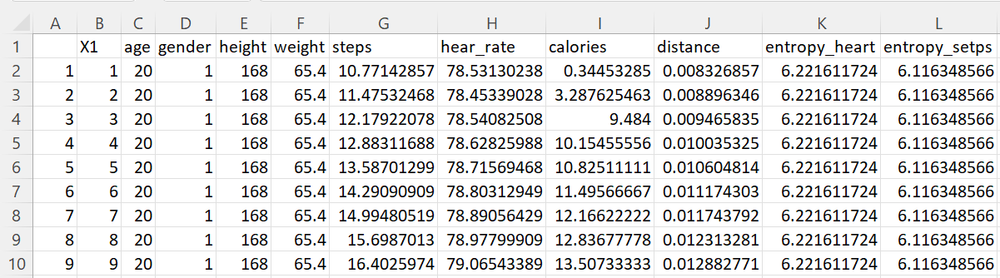 A B C D E F G H I J K L
1 X1 age gender height weight steps hear_rate calories distance entropy_heart entropy_setps
2 1 1 20 1 168 65.4 10.77142857 78.53130238 0.34453285 0.008326857 6.221611724 6.116348566
3 2 2 20 1 168 65.4 11.47532468 78.45339028 3.287625463 0.008896346 6.221611724 6.116348566
4 3 3 20 1 168 65.4 12.17922078 78.54082508 9.484 0.009465835 6.221611724 6.116348566
5 4 4 20 1 168 65.4 12.88311688 78.62825988 10.15455556 0.010035325 6.221611724 6.116348566
6 5 5 20 1 168 65.4 13.58701299 78.71569468 10.82511111 0.010604814 6.221611724 6.116348566
7 6 6 20 1 168 65.4 14.29090909 78.80312949 11.49566667 0.011174303 6.221611724 6.116348566
8 7 7 20 1 168 65.4 14.99480519 78.89056429 12.16622222 0.011743792 6.221611724 6.116348566
9 8 8 20 1 168 65.4 15.6987013 78.97799909 12.83677778 0.012313281 6.221611724 6.116348566
10 9 9 20 1 168 65.4 16.4025974 79.06543389 13.50733333 0.012882771 6.221611724 6.116348566